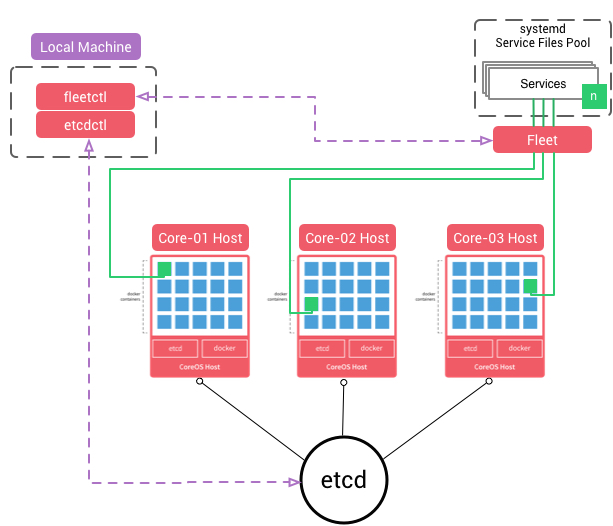 systemd
Service Files Pool
Local Machine
Services
fleetctl
n
etcdctl
Fleet
Core-01 Host
Core-02 Host
Core-03 Host
docker
containers
docker
containers
docker
containers
etcd
docker
etcd
docker
etcd
docker
CoreOS Host
CoreOS Host
CoreOS Host
etcd